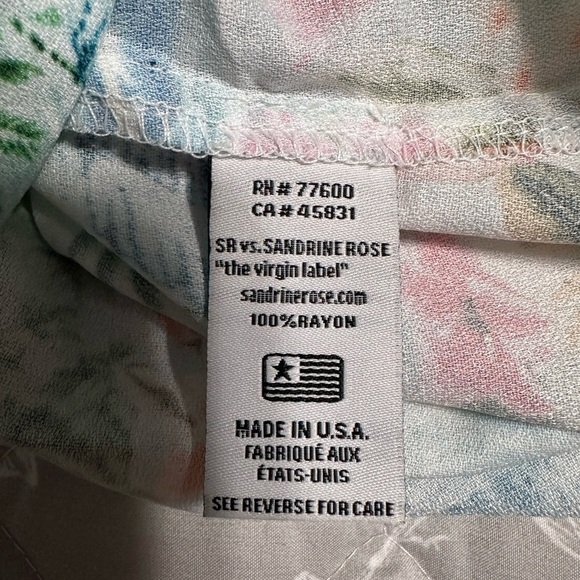 RN# 77600
CA# 45831
SR vs. SANDRINE ROSE
"the virgin label"
sandrinerose.com
100% RAYON
MADE IN U.S.A.
FABRIQUÉ AUX
ÉTATS-UNIS
SEE REVERSE FOR CARE